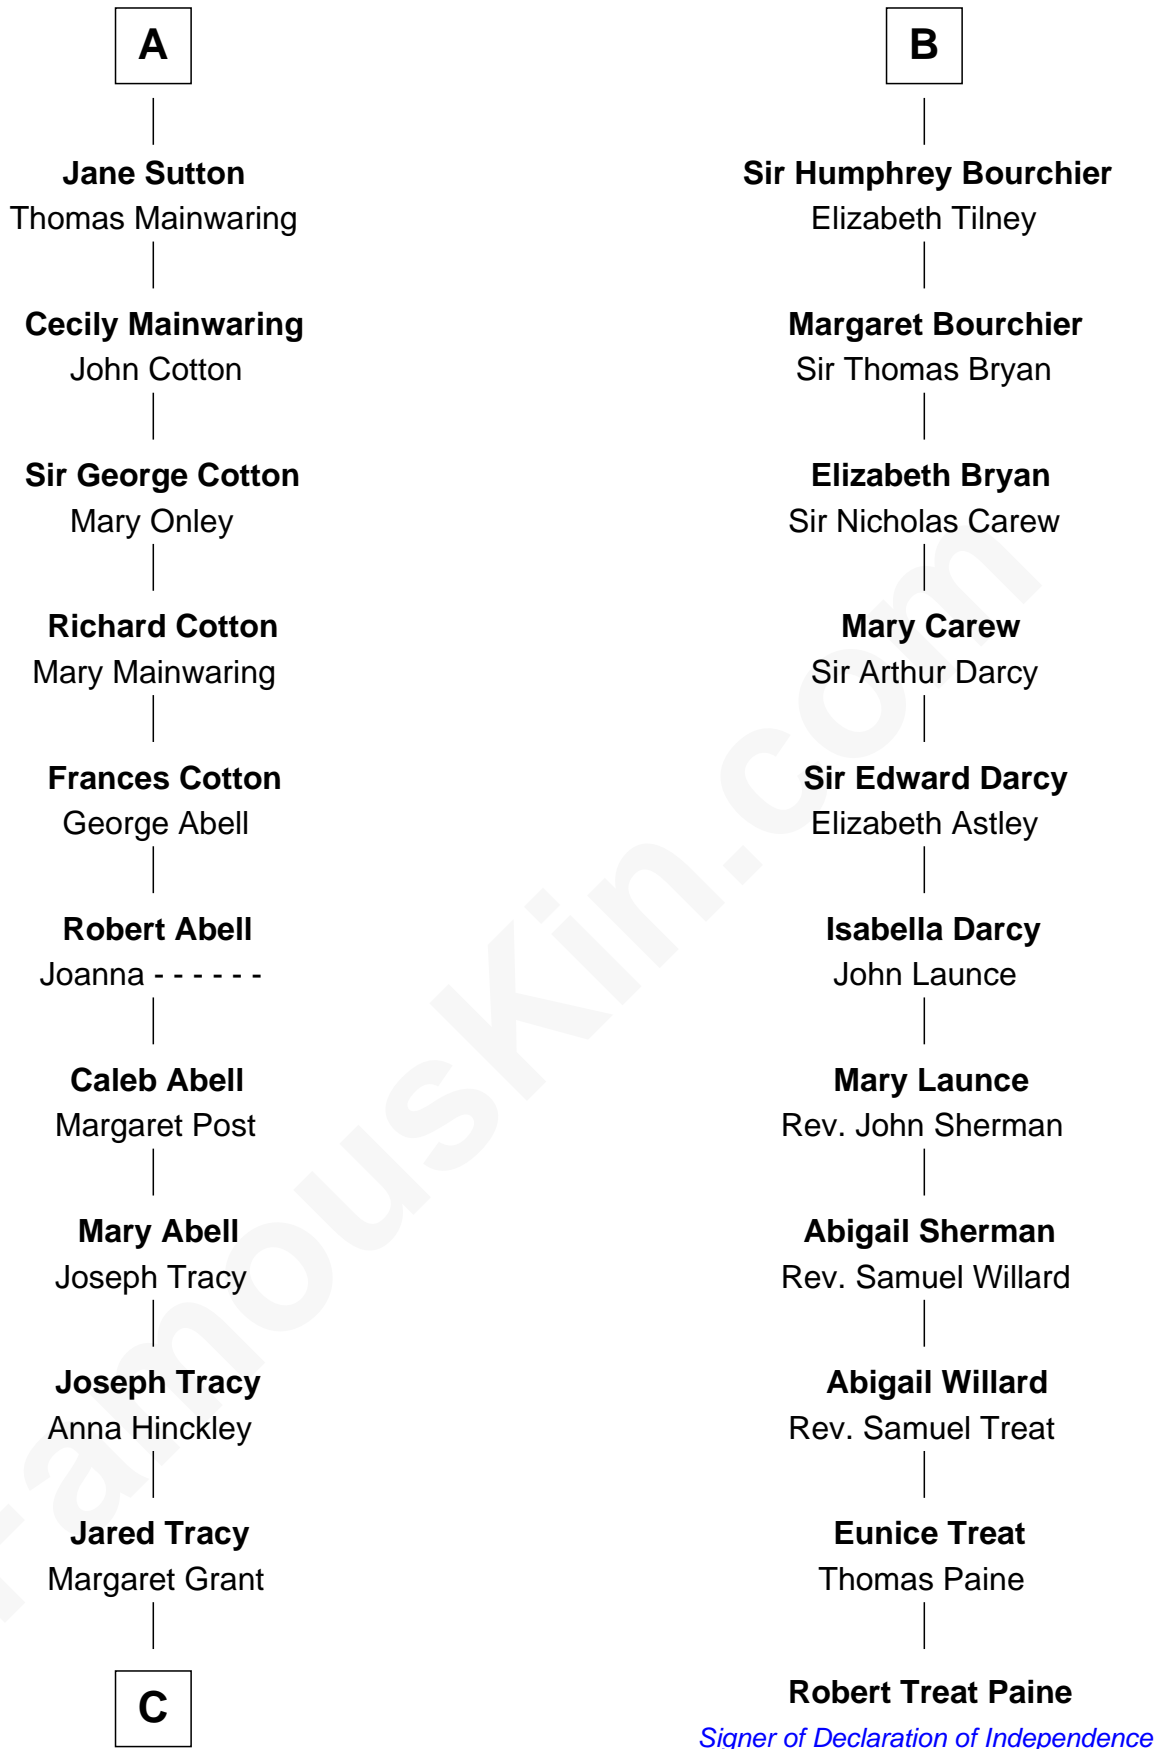 A
Jane Sutton
Thomas Mainwaring
Cecily Mainwaring
John Cotton
Sir George Cotton
Mary Onley
Richard Cotton
Mary Mainwaring
Frances Cotton
George Abell
Robert Abell
Joanna - - - - - -
Caleb Abell
Margaret Post
Mary Abell
Joseph Tracy
Joseph Tracy
Anna Hinckley
Jared Tracy
Margaret Grant
C
B
Sir Humphrey Bourchier
Elizabeth Tilney
Margaret Bourchier
Sir Thomas Bryan
Elizabeth Bryan
Sir Nicholas Carew
Mary Carew
Sir Arthur Darcy
Sir Edward Darcy
Elizabeth Astley
Isabella Darcy
John Launce
Mary Launce
Rev. John Sherman
Abigail Sherman
Rev. Samuel Willard
Abigail Willard
Rev. Samuel Treat
Eunice Treat
Thomas Paine
Robert Treat Paine
Signer of Declaration of Independence
FamousKin.com